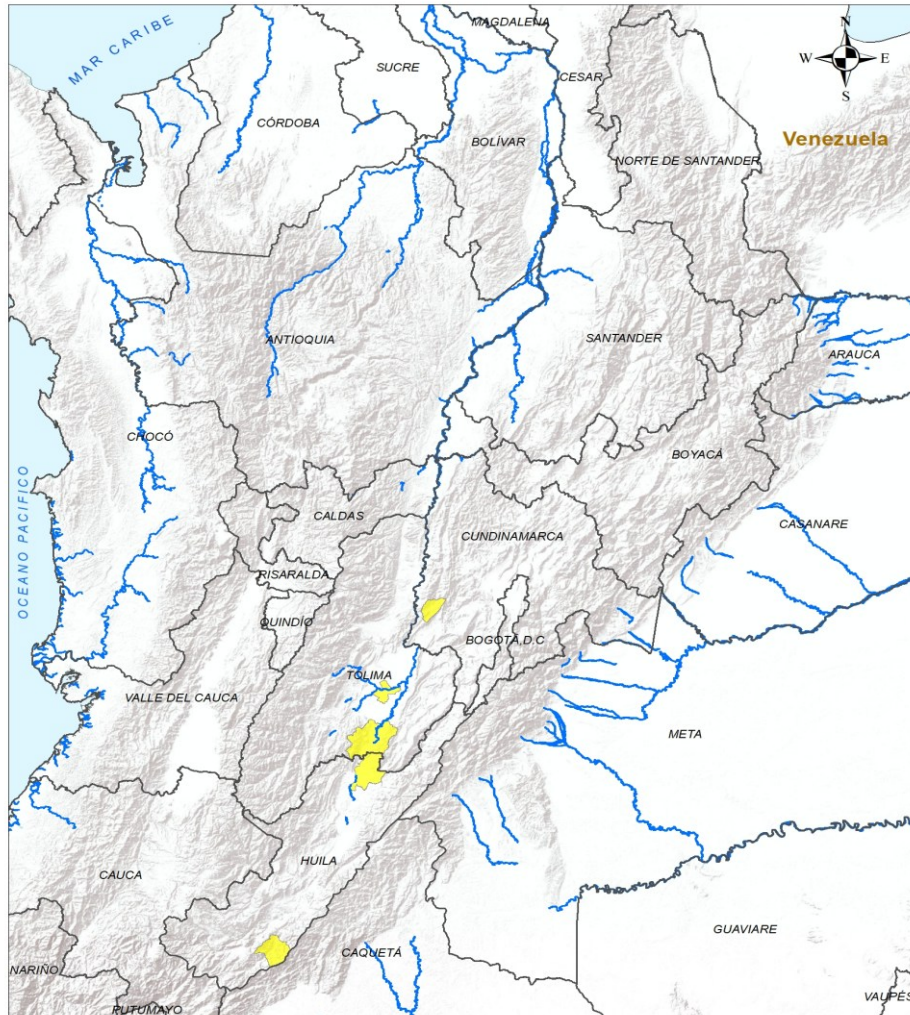 MAGDALENA
MAR CARIBE
N
W
E
S
SUCRE
CESAR
CÓRDOBA
BOLÍVAR
Venezuela
NORTE DE SANTANDER
ANTIOQUIA
SANTANDER
ARAUCA
CHOCÓ
BOYACÁ
OCEANO PACIFICO
CALDAS
CUNDINAMARCA
CASANARE
RISARALDA
QUINDÍO
BOGOTÁ,D.C
TOLIMA
VALLE DEL CAUCA
META
HUILA
CAUCA
GUAVIARE
CAQUETÁ
NARIÑO
PUTUMAYO
VAUPÉS